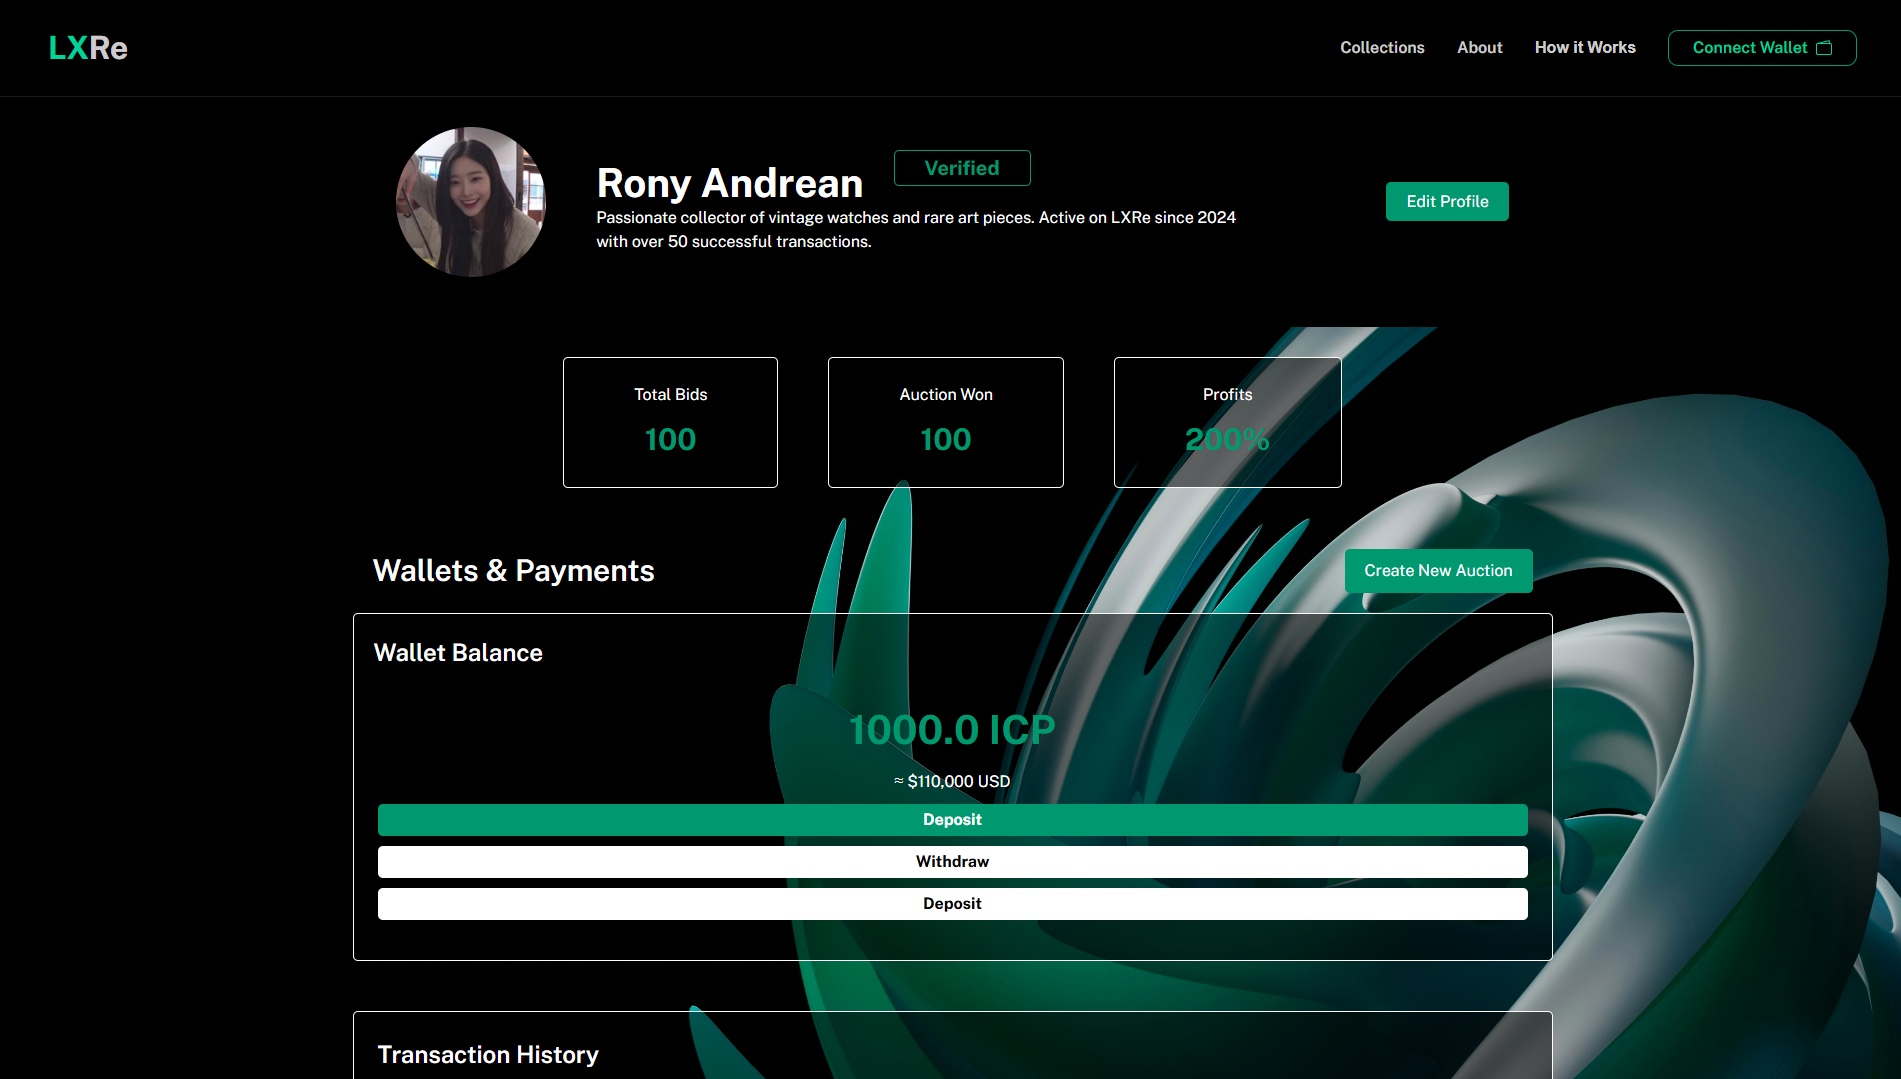 LXRe
Collections
About
How it Works
Connect Wallet
Rony Andrean
Verified
Passionate collector of vintage watches and rare art pieces. Active on LXRe since 2024
with over 50 successful transactions.
Edit Profile
Total Bids
100
Auction Won
100
Profits
200%
Wallets & Payments
Create New Auction
Wallet Balance
1000.0 ICP
≈ $110,000 USD
Deposit
Withdraw
Deposit
Transaction History